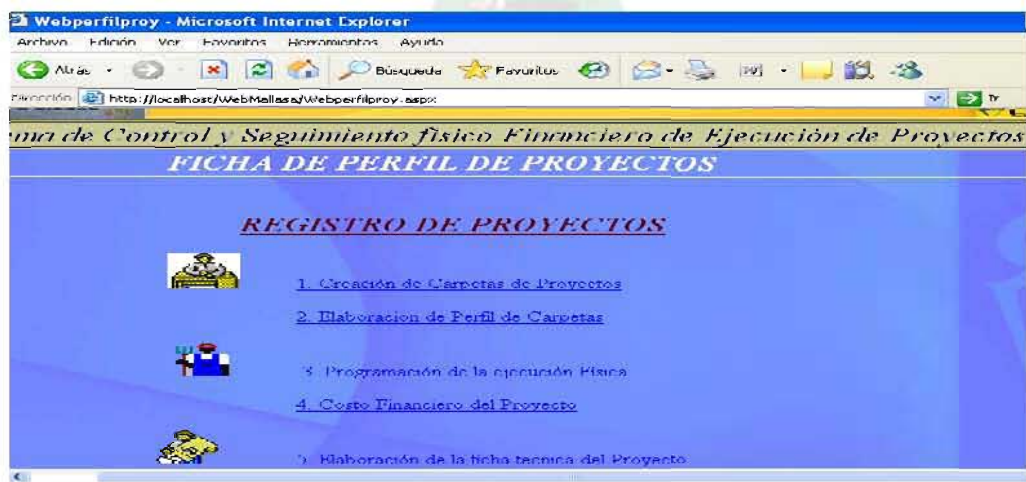 Webperfilproy - Microsoft Internet Explorer
Archivo Edición Ver Favoritos Herramientas Ayuda
Atrás Búsqueda Favoritos
Dirección http://localhost/WebMallasa/Webperfilproy.aspx
de Control y Seguimiento físico Financiero de Ejecución de Proyectos
FICHA DE PERFIL DE PROYECTOS
REGISTRO DE PROYECTOS
1. Creación de Carpetas de Proyectos
2. Elaboracion de Perfil de Carpetas
3. Programación de la ejecución Física
4. Costo Financiero del Proyecto
Elaboración de la ficha tecnica del Proyecto